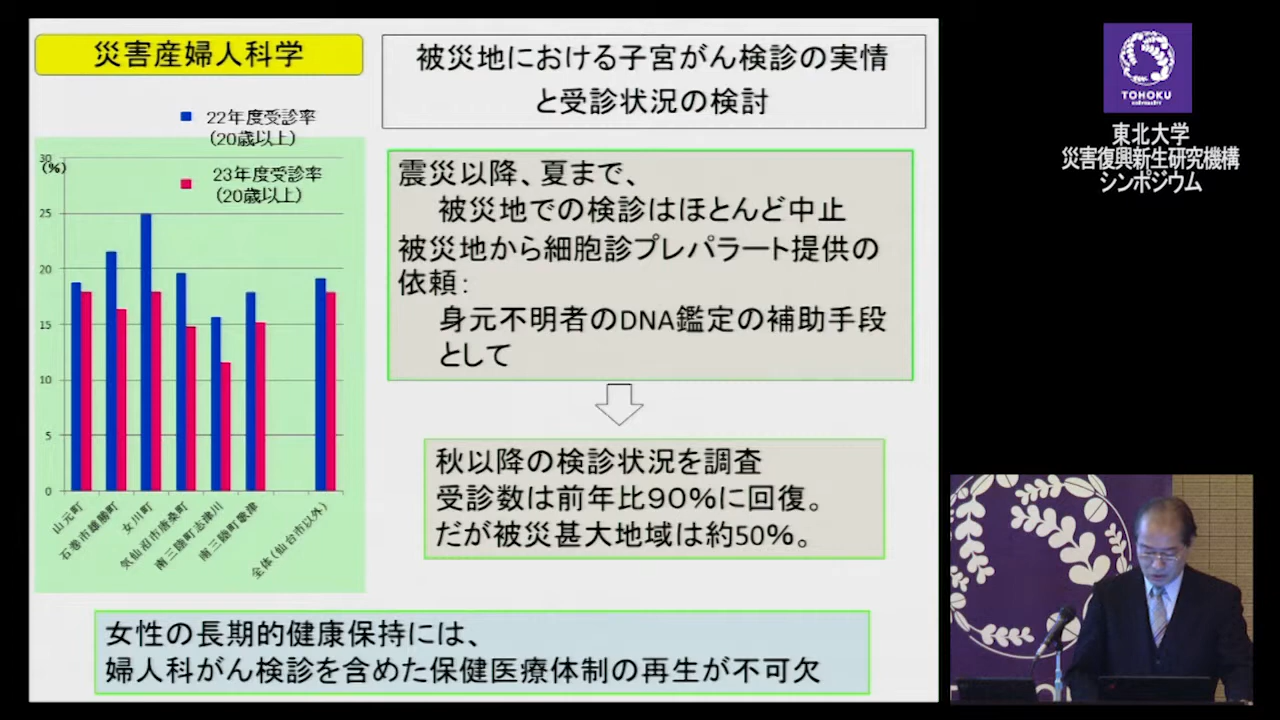 災害産婦人科学
被災地における子宮がん検診の実情
と受診状況の検討
22年度受診率
(20歳以上)
23年度受診率
(20歳以上)
(%)
30
25
20
15
10
5
0
山元町
石巻市雄勝町
女川町
気仙沼市唐桑町
南三陸町志津川
南三陸町歌津
全体(仙台市以外)
震災以降、夏まで、
被災地での検診はほとんど中止
被災地から細胞診プレパラート提供の
依頼:
身元不明者のDNA鑑定の補助手段
として
秋以降の検診状況を調査
受診数は前年比90%に回復。
だが被災甚大地域は約50%。
女性の長期的健康保持には、
婦人科がん検診を含めた保健医療体制の再生が不可欠
TOHOKU
UNIVERSITY
東北大学
災害復興新生研究機構
シンポジウム